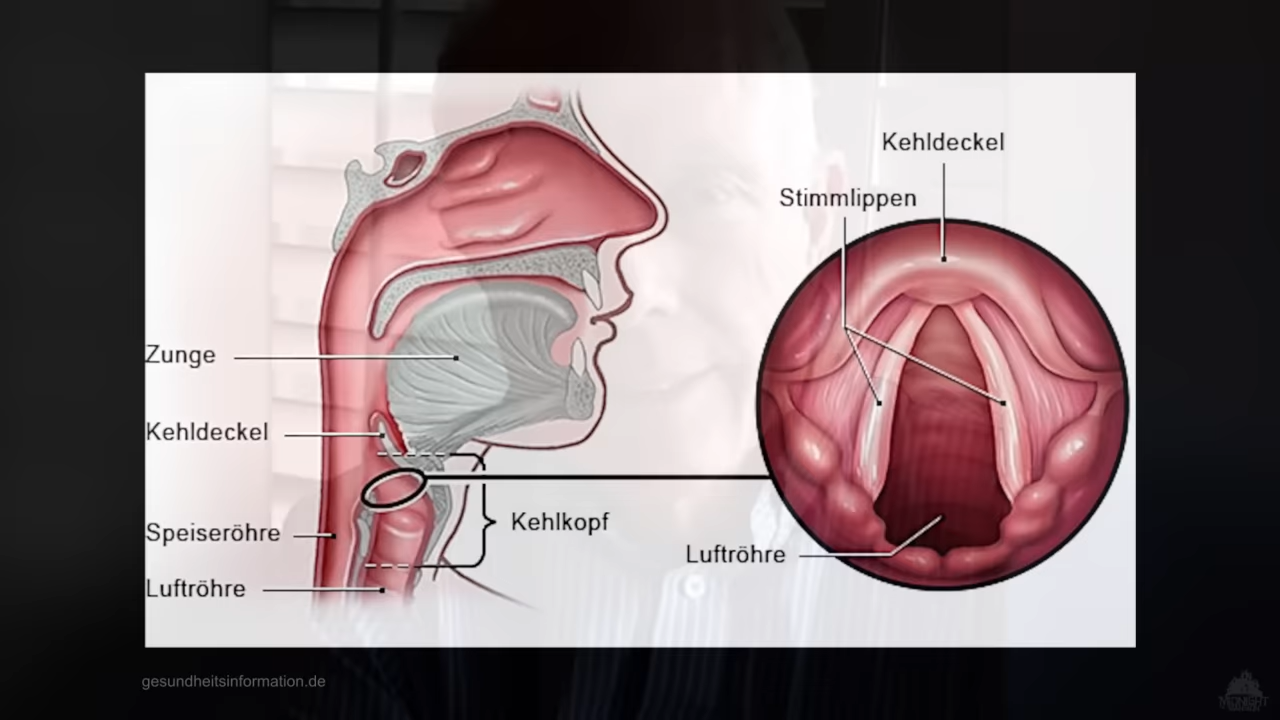 Kehldeckel
Stimmlippen
Zunge
Kehldeckel
Speiseröhre
Kehlkopf
Luftröhre
Luftröhre
gesundheitsinformation.de